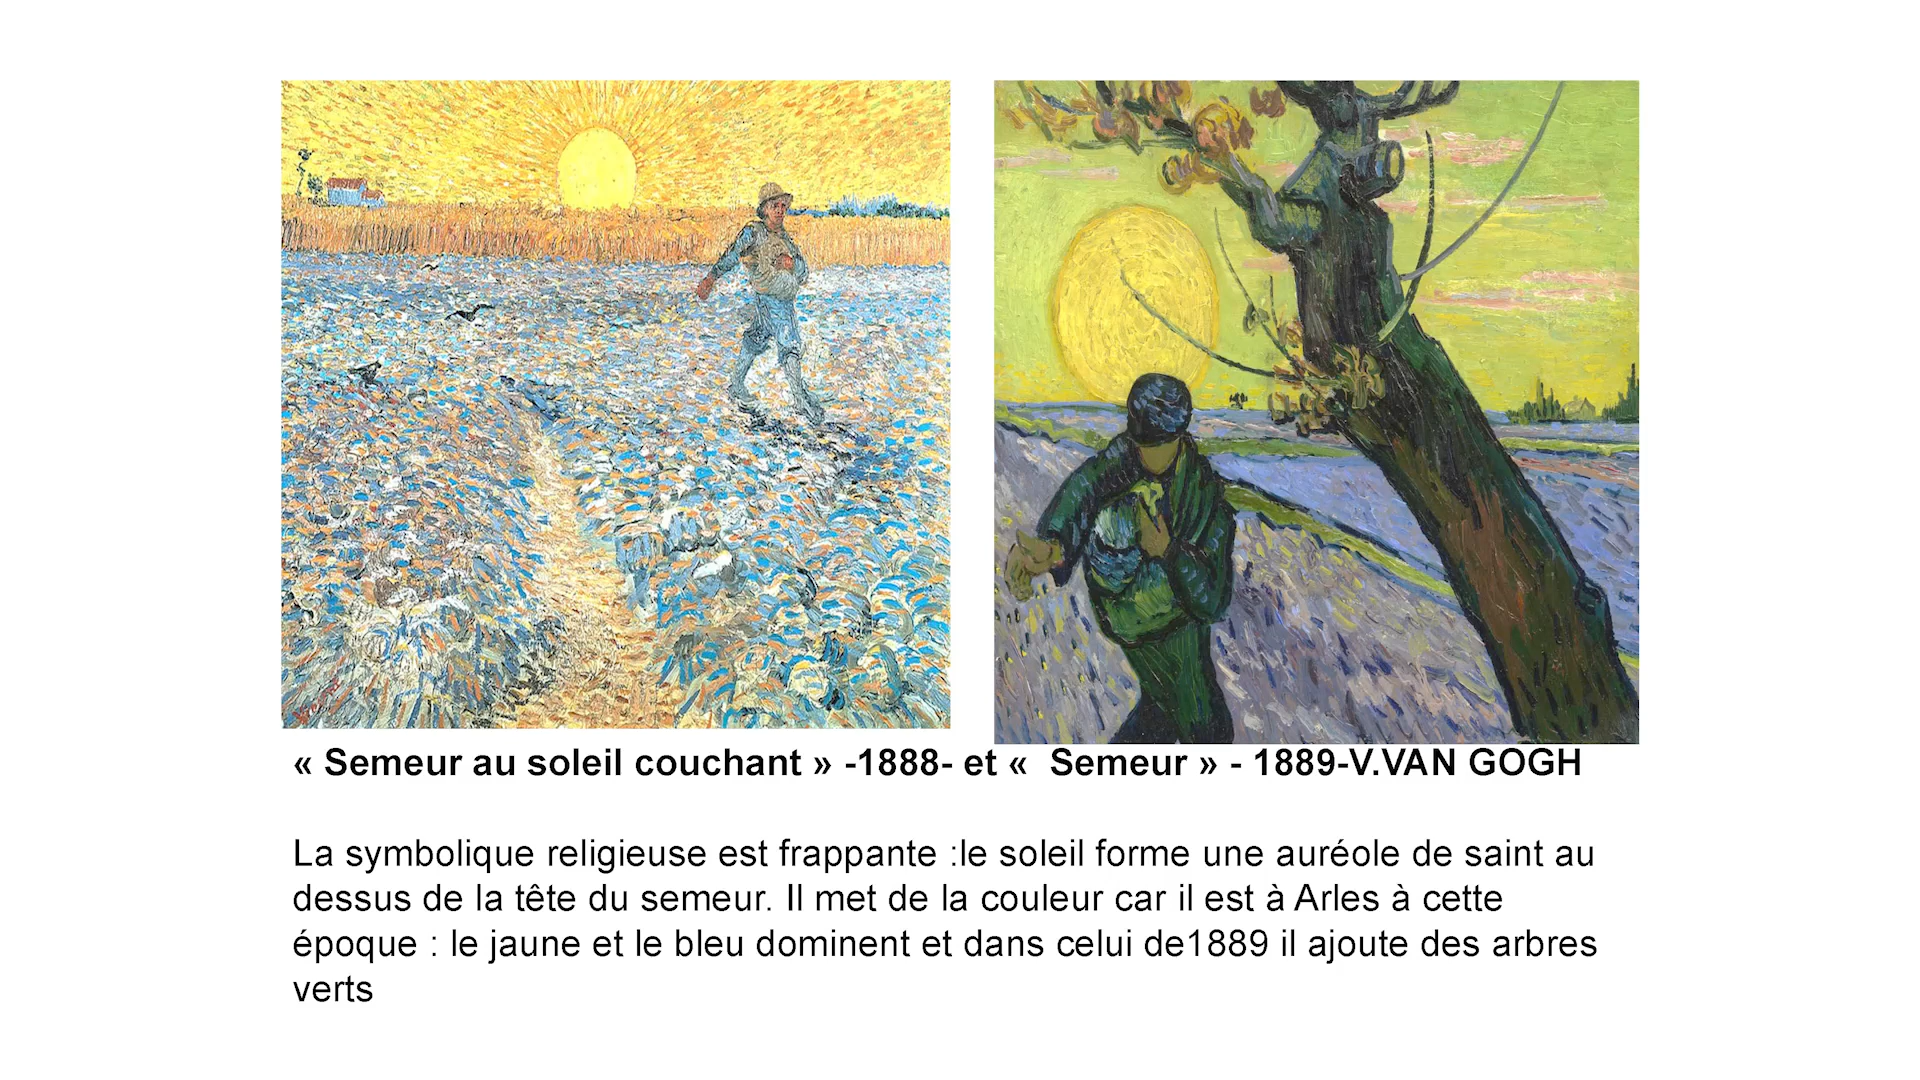 « Semeur au soleil couchant » -1888- et «  Semeur » - 1889-V.VAN GOGH
La symbolique religieuse est frappante :le soleil forme une auréole de saint au
dessus de la tête du semeur. Il met de la couleur car il est à Arles à cette
époque : le jaune et le bleu dominent et dans celui de1889 il ajoute des arbres
verts